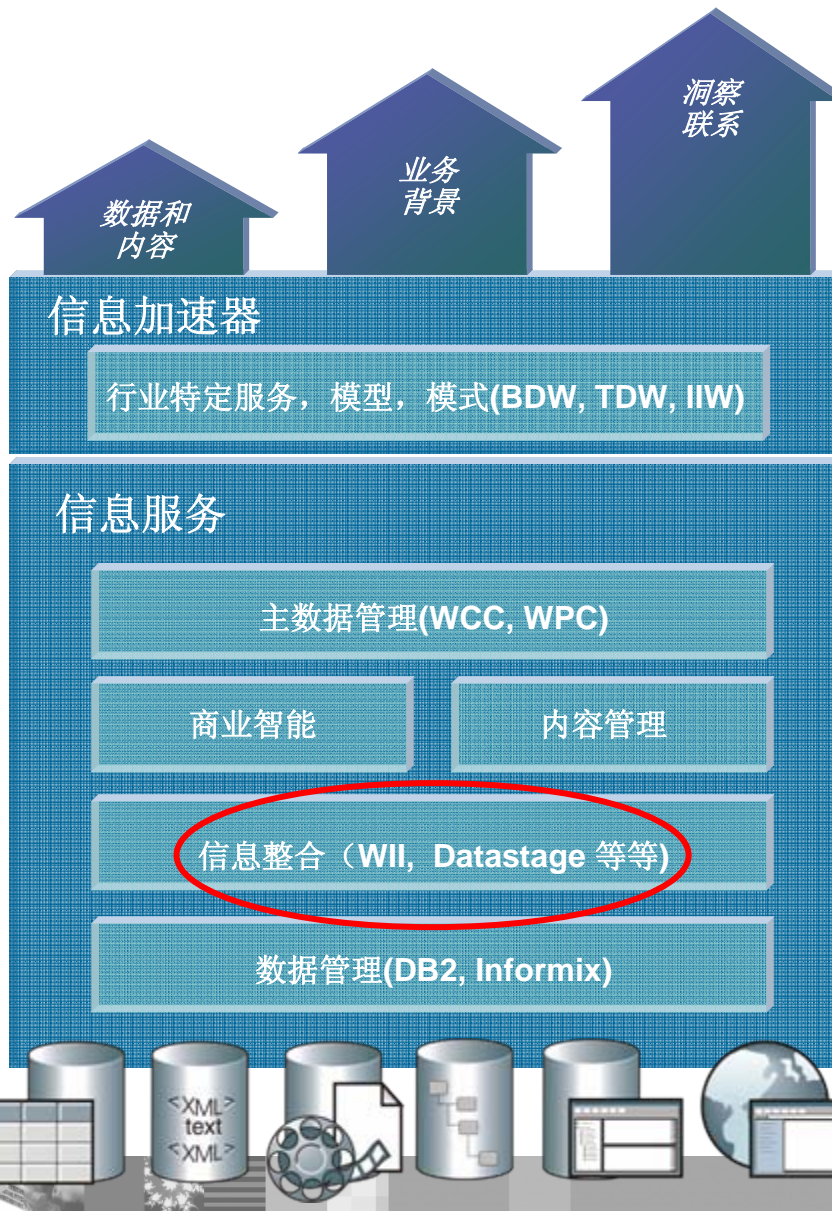 数据和
内容
业务
背景
洞察
联系
信息加速器
行业特定服务，模型，模式(BDW, TDW, IIW)
信息服务
主数据管理(WCC, WPC)
商业智能
内容管理
信息整合（WII, Datastage 等等)
数据管理(DB2, Informix)
<XML>
text
<XML>